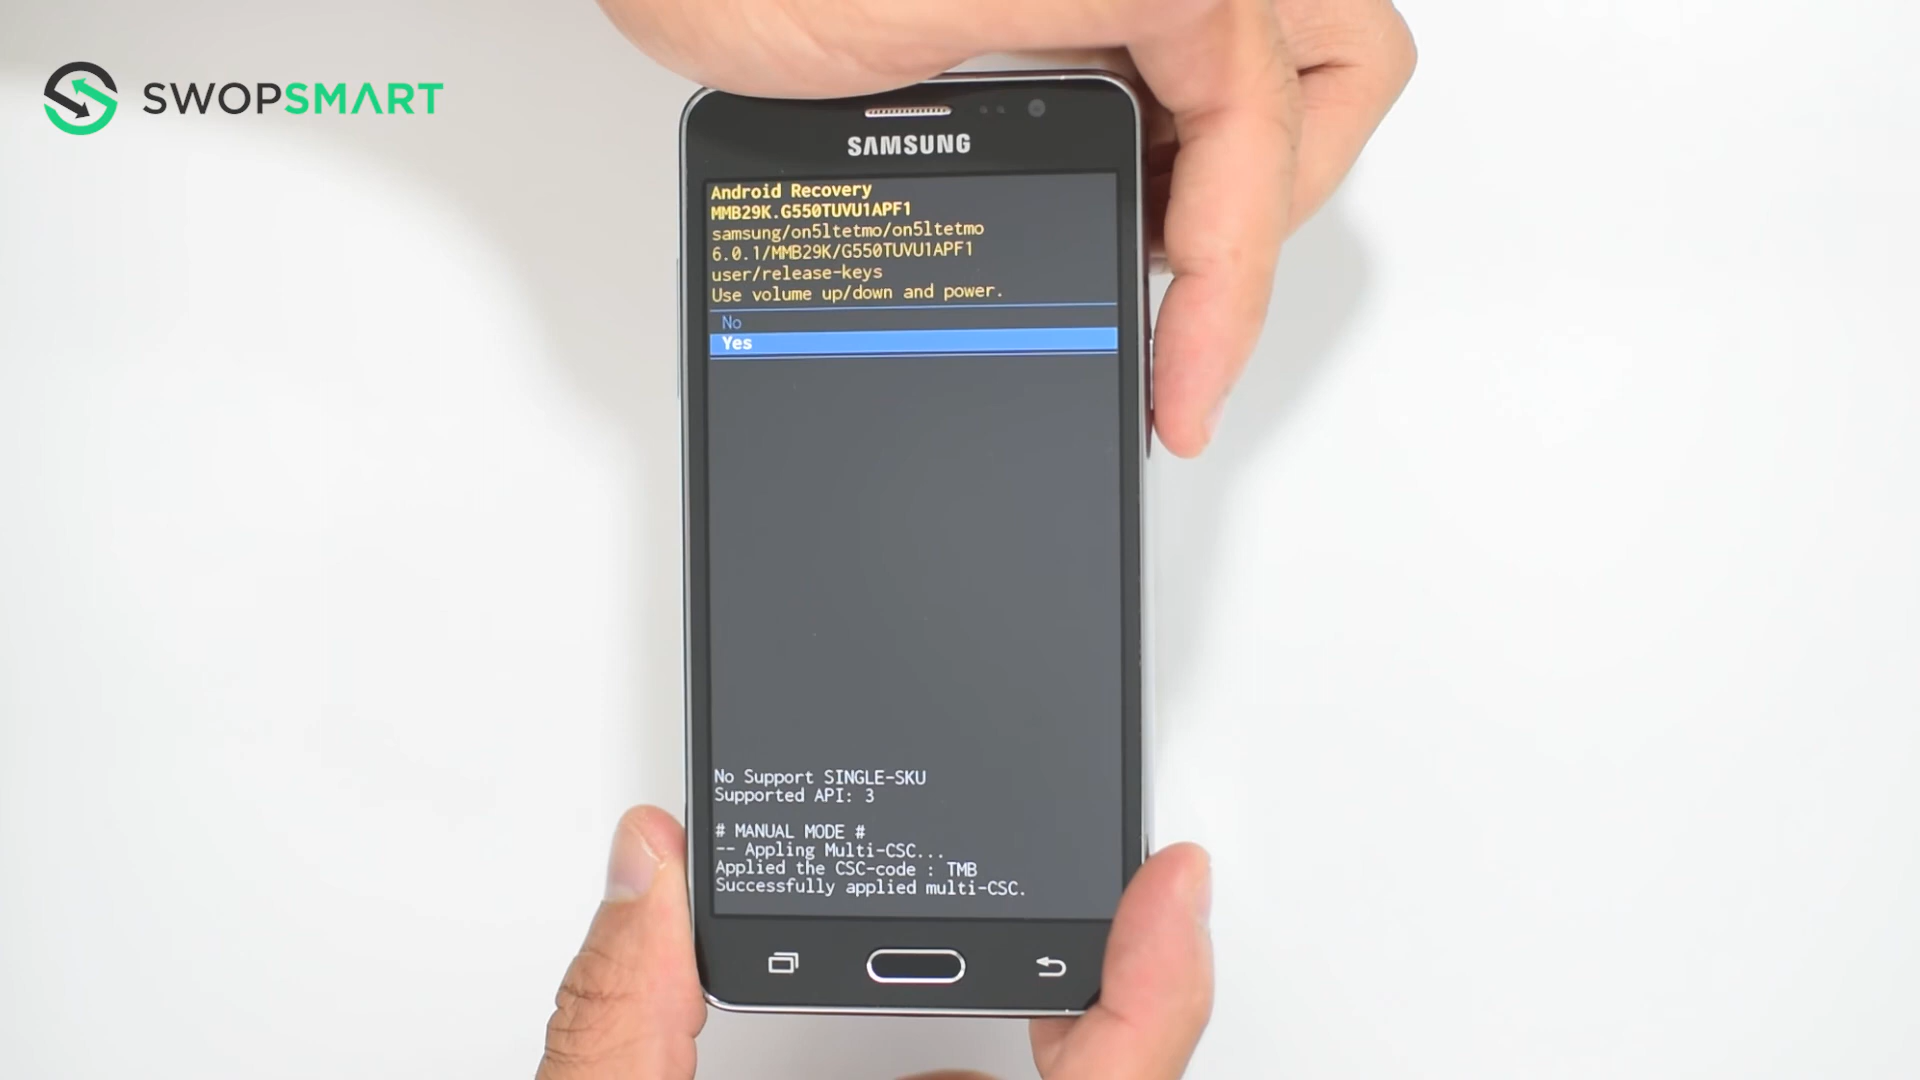 SWOPSMART
SAMSUNG
Android Recovery
MMB29K.G550TUVU1APF1
samsung/on5ltetmo/on5ltetmo
6.0.1/MMB29K/G550TUVU1APF1
user/release-keys
Use volume up/down and power.
No
Yes
No Support SINGLE-SKU
Supported API: 3
# MANUAL MODE #
-- Appling Multi-CSC...
Applied the CSC-code : TMB
Successfully applied multi-CSC.